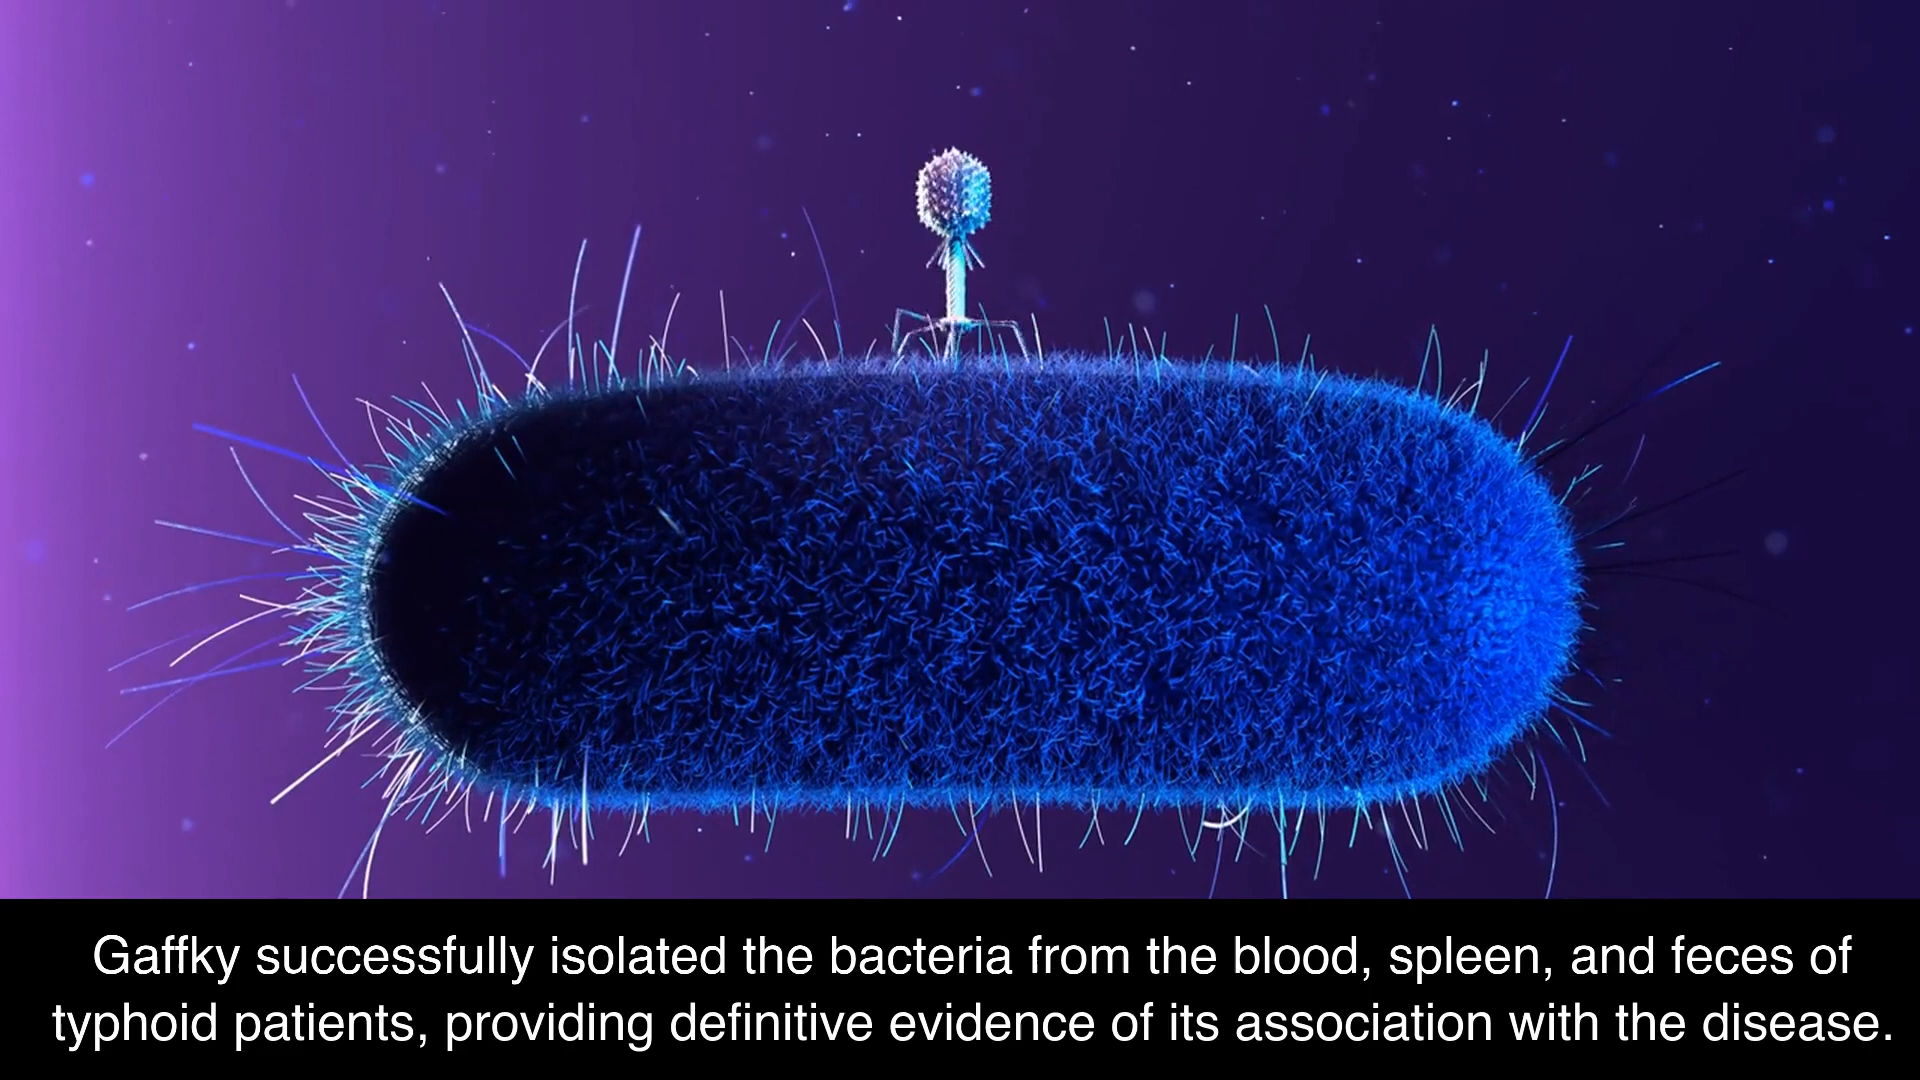 Gaffky successfully isolated the bacteria from the blood, spleen, and feces of
typhoid patients, providing definitive evidence of its association with the disease.